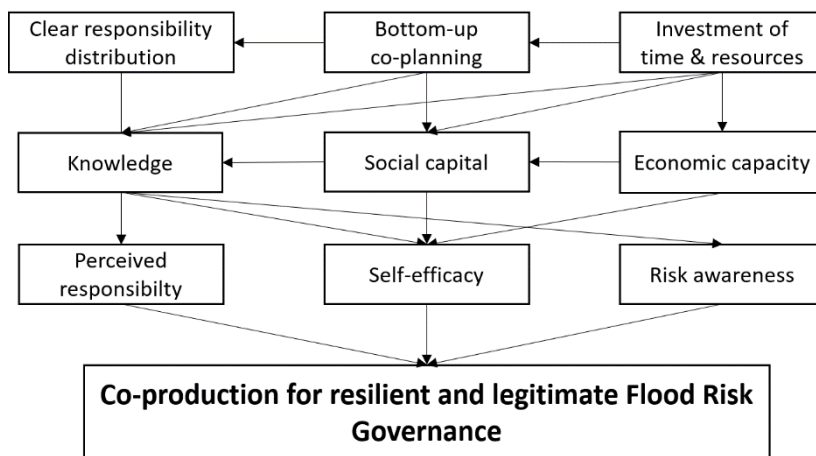 Clear responsibility
distribution
Bottom-up
co-planning
Investment of
time & resources
Knowledge
Social capital
Economic capacity
Perceived
responsibilty
Self-efficacy
Risk awareness
Co-production for resilient and legitimate Flood Risk
Governance